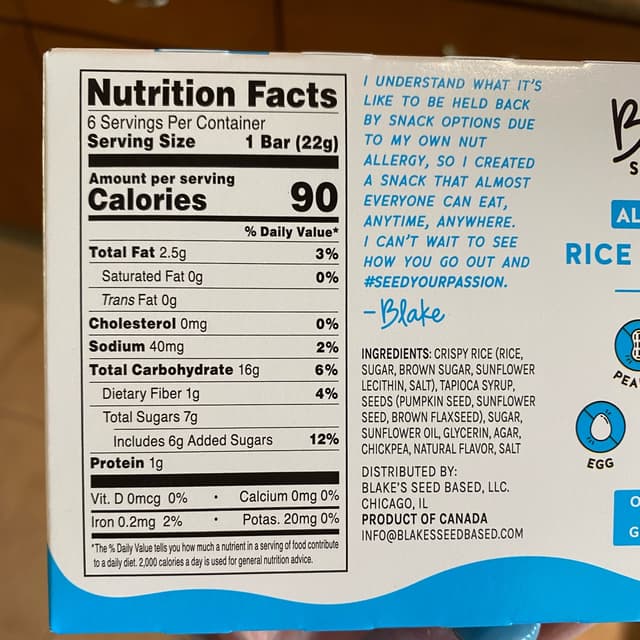 Nutrition Facts
6 Servings Per Container
Serving Size 1 Bar (22g)
Amount per serving
Calories 90
% Daily Value*
Total Fat 2.5g 3%
Saturated Fat 0g 0%
Trans Fat 0g
Cholesterol 0mg 0%
Sodium 40mg 2%
Total Carbohydrate 16g 6%
Dietary Fiber 1g 4%
Total Sugars 7g
Includes 6g Added Sugars 12%
Protein 1g
Vit. D 0mcg 0% • Calcium 0mg 0%
Iron 0.2mg 2% • Potas. 20mg 0%
*The % Daily Value tells you how much a nutrient in a serving of food contribute
to a daily diet. 2,000 calories a day is used for general nutrition advice.
I UNDERSTAND WHAT IT'S
LIKE TO BE HELD BACK
BY SNACK OPTIONS DUE
TO MY OWN NUT
ALLERGY, SO I CREATED
A SNACK THAT ALMOST
EVERYONE CAN EAT,
ANYTIME, ANYWHERE.
I CAN'T WAIT TO SEE
HOW YOU GO OUT AND
#SEEDYOURPASSION.
-Blake
INGREDIENTS: CRISPY RICE (RICE,
SUGAR, BROWN SUGAR, SUNFLOWER
LECITHIN, SALT), TAPIOCA SYRUP,
SEEDS (PUMPKIN SEED, SUNFLOWER
SEED, BROWN FLAXSEED), SUGAR,
SUNFLOWER OIL, GLYCERIN, AGAR,
CHICKPEA, NATURAL FLAVOR, SALT
DISTRIBUTED BY:
BLAKE'S SEED BASED, LLC.
CHICAGO, IL
PRODUCT OF CANADA
INFO@BLAKESSEEDBASED.COM
B
S
AL
RICE
PEA
EGG
O
G